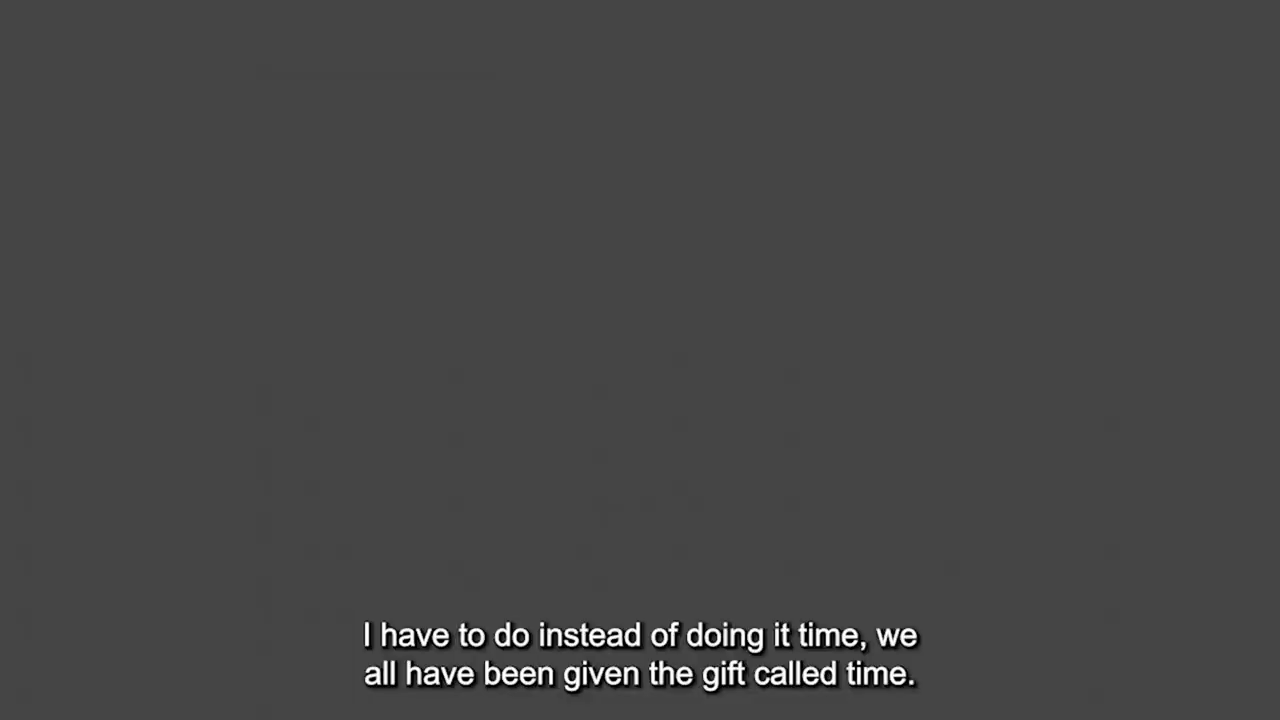 I have to do instead of doing it time, we
all have been given the gift called time.